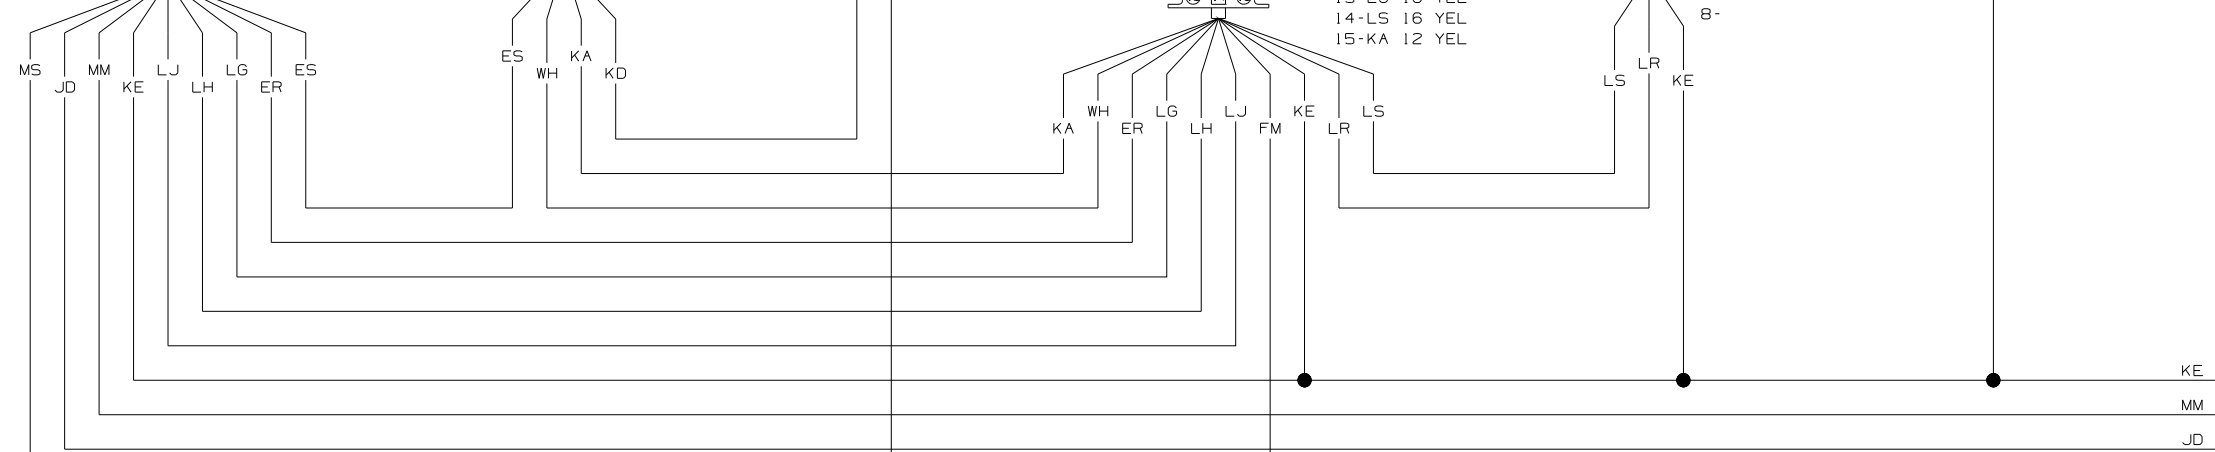 14-LS 16 YEL
15-KA 12 YEL
8-
MS
JD
MM
KE
LJ
LH
LG
ER
ES
ES
WH
KA
KD
KA
WH
ER
LG
LH
LJ
FM
KE
LR
LS
LS
LR
KE
KE
MM
JD